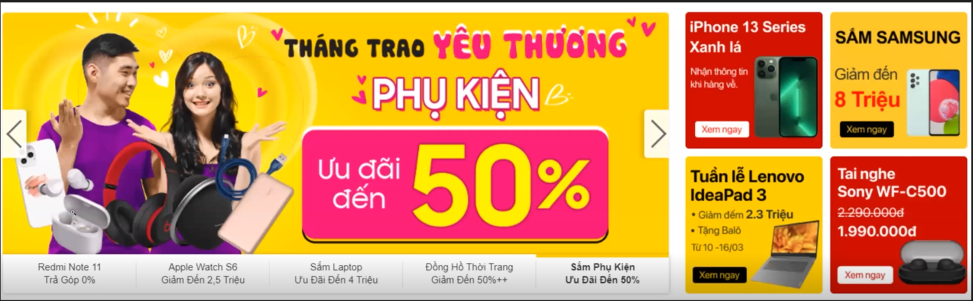 THÁNG TRAO YÊU THƯƠNG
PHỤ KIỆN
Ưu đãi
đến
50%
Redmi Note 11
Trả Góp 0%
Apple Watch S6
Giảm Đến 2,5 Triệu
Sắm Laptop
Ưu Đãi Đến 4 Triệu
Đồng Hồ Thời Trang
Giảm Đến 50%++
Sắm Phụ Kiện
Ưu Đãi Đến 50%
iPhone 13 Series
Xanh lá
Nhận thông tin
khi hàng về.
Xem ngay
SẮM SAMSUNG
Giảm đến
8 Triệu
Xem ngay
Tuần lễ Lenovo
IdeaPad 3
• Giảm đếm 2.3 Triệu
• Tặng Balô
Từ 10 -16/03
Xem ngay
Tai nghe
Sony WF-C500
2.290.000đ
1.990.000đ
Xem ngay